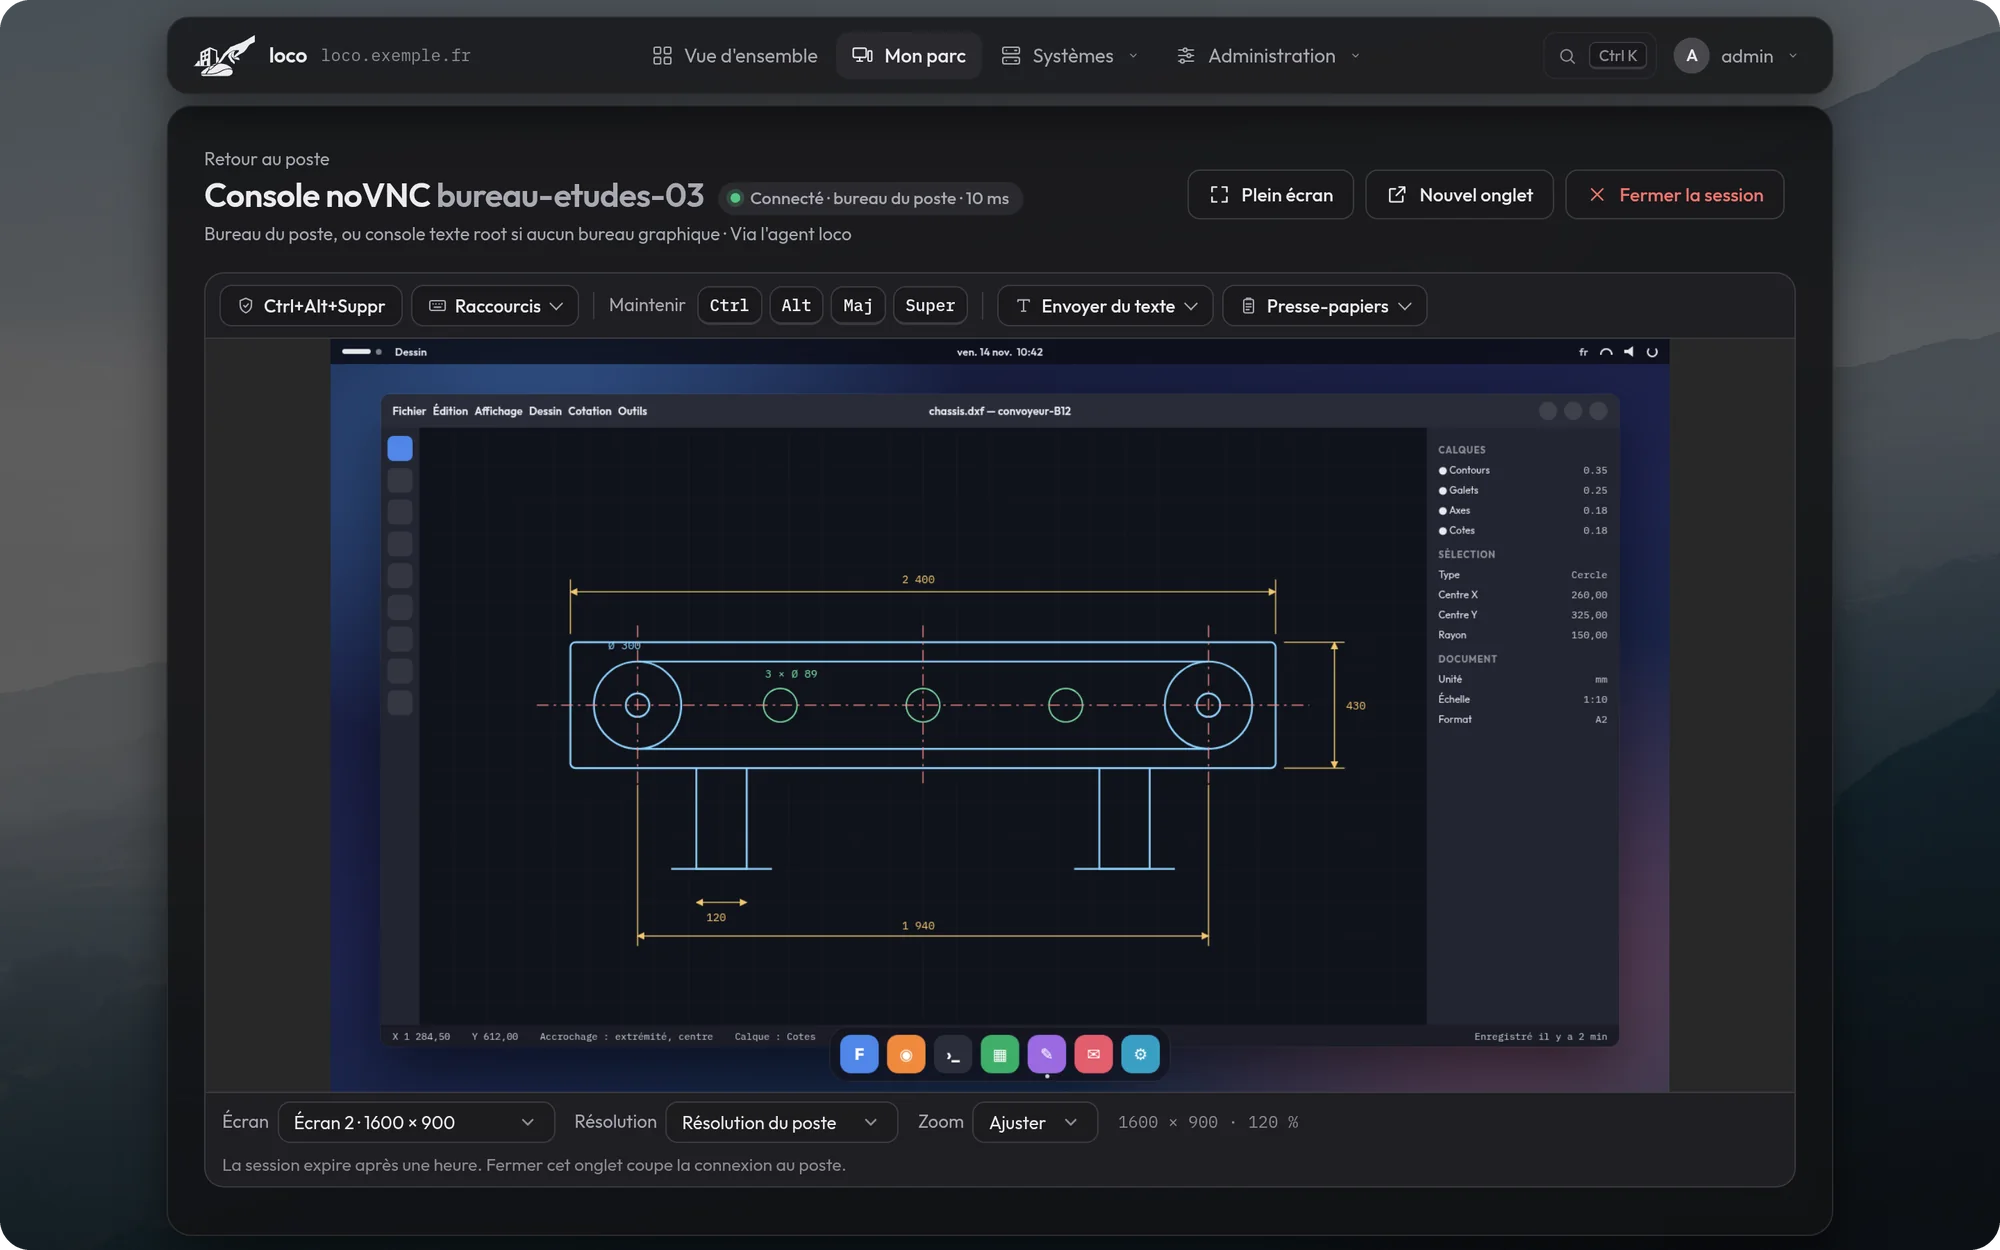 loco loco.exemple.fr Vue d'ensemble Mon parc Systèmes Administration Ctrl K A admin
Retour au poste
Console noVNC bureau-etudes-03 Connecté · bureau du poste · 10 ms Plein écran Nouvel onglet Fermer la session
Bureau du poste, ou console texte root si aucun bureau graphique · Via l'agent loco
Ctrl+Alt+Suppr Raccourcis Maintenir Ctrl Alt Maj Super Envoyer du texte Presse-papiers
Dessin ven. 14 nov. 10:42 fr
Fichier Édition Affichage Dessin Cotation Outils chassis.dxf — convoyeur-B12
CALQUES
Contours 0.35
Galets 0.25
Axes 0.18
Cotes 0.18
SÉLECTION
Type Cercle
Centre X 260,00
Centre Y 325,00
Rayon 150,00
DOCUMENT
Unité mm
Échelle 1:10
Format A2
2 400
Ø 300
3 × Ø 89
430
120
1 940
X 1 284,50 Y 612,00 Accrochage : extrémité, centre Calque : Cotes Enregistré il y a 2 min
F
Écran Écran 2 · 1600 × 900 Résolution Résolution du poste Zoom Ajuster 1600 × 900 · 120 %
La session expire après une heure. Fermer cet onglet coupe la connexion au poste.